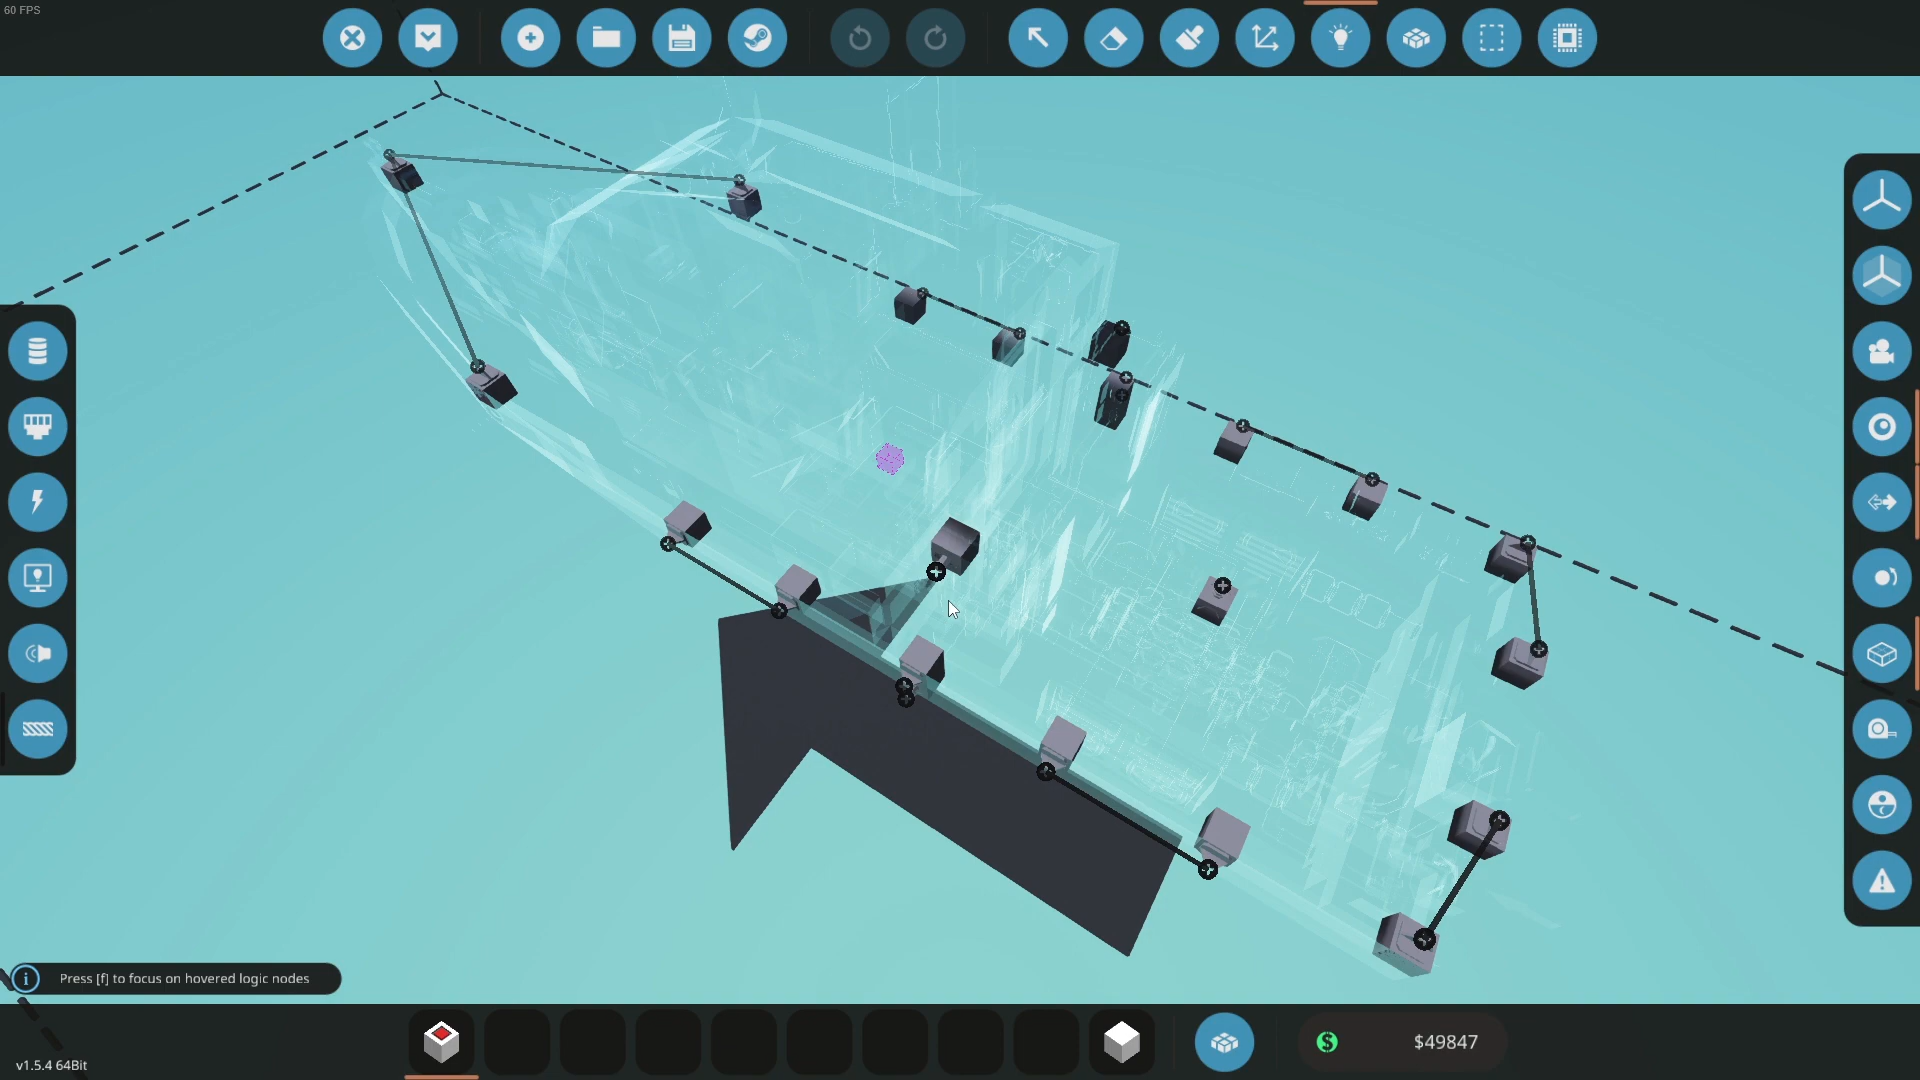 60 FPS
Press [f] to focus on hovered logic nodes
$49847
v1.5.4 64Bit